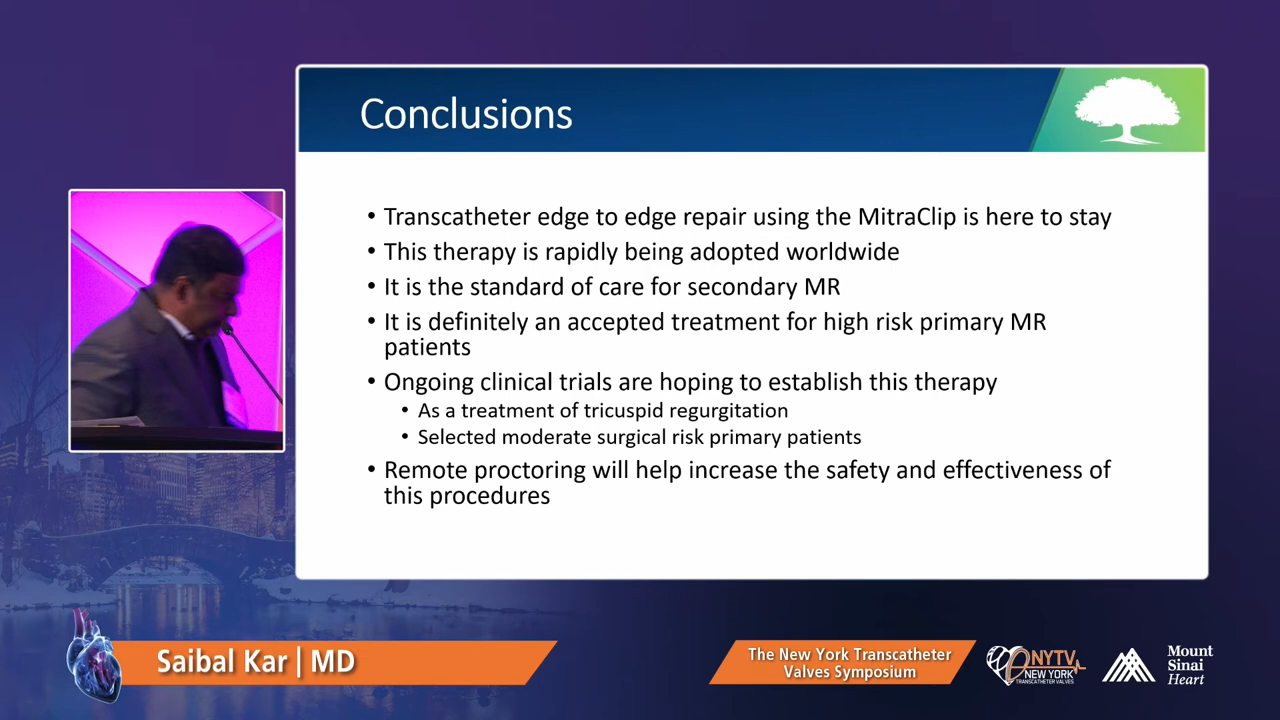 Conclusions
• Transcatheter edge to edge repair using the MitraClip is here to stay
• This therapy is rapidly being adopted worldwide
• It is the standard of care for secondary MR
• It is definitely an accepted treatment for high risk primary MR
patients
• Ongoing clinical trials are hoping to establish this therapy
• As a treatment of tricuspid regurgitation
• Selected moderate surgical risk primary patients
• Remote proctoring will help increase the safety and effectiveness of
this procedures
Saibal Kar | MD
The New York Transcatheter
Valves Symposium
NYTV
NEW YORK
TRANSCATHETER VALVES
Mount
Sinai
Heart